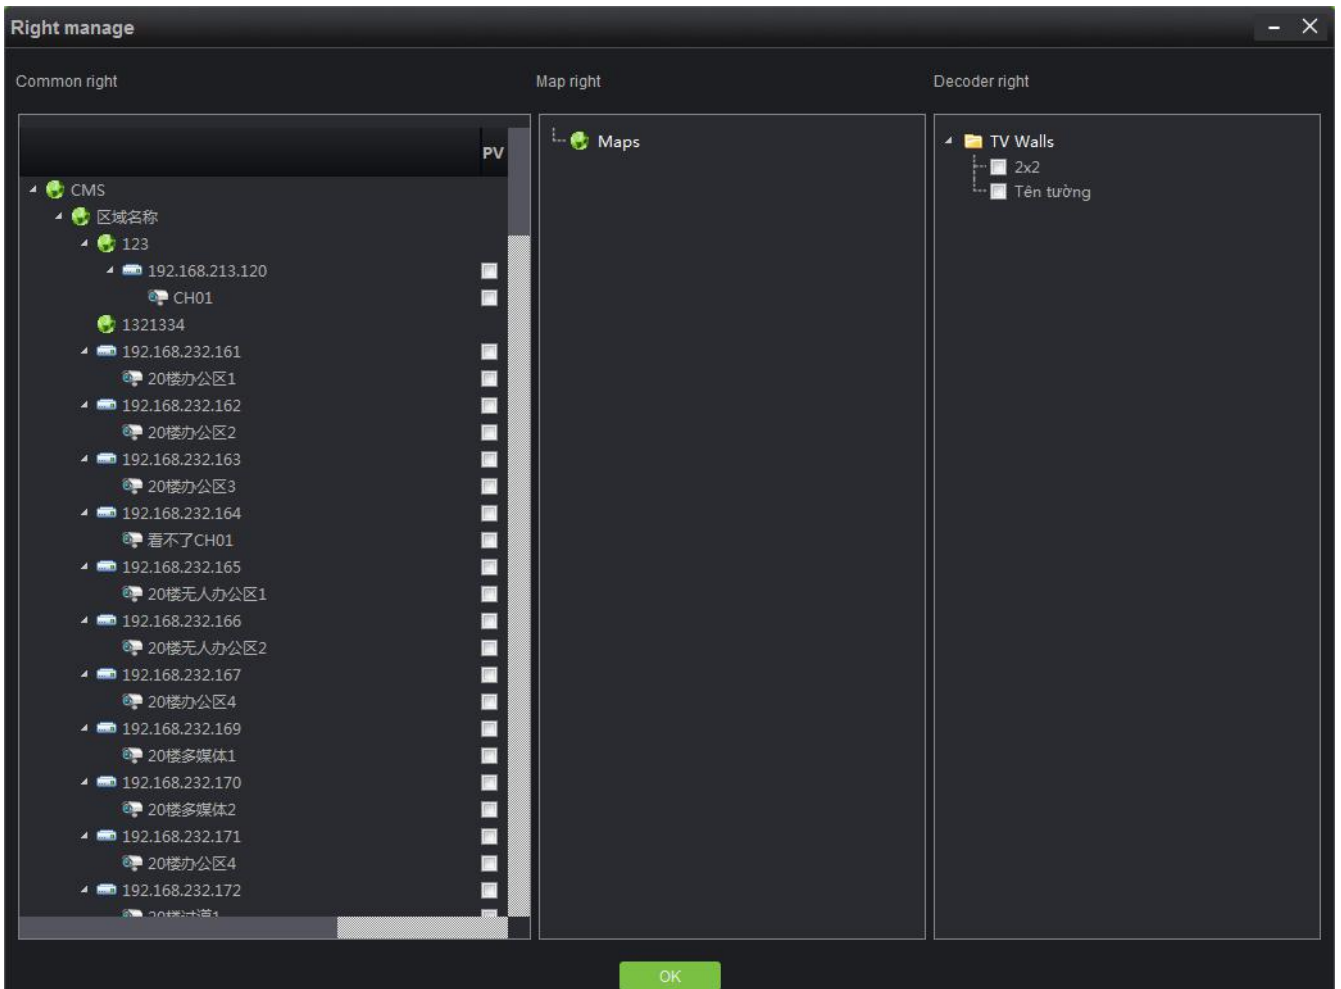 Right manage
Common right
Map right
Decoder right
PV
CMS
区域名称
123
192.168.213.120
CH01
1321334
192.168.232.161
20楼办公区1
192.168.232.162
20楼办公区2
192.168.232.163
20楼办公区3
192.168.232.164
看不了CH01
192.168.232.165
20楼无人办公区1
192.168.232.166
20楼无人办公区2
192.168.232.167
20楼办公区4
192.168.232.169
20楼多媒体1
192.168.232.170
20楼多媒体2
192.168.232.171
20楼办公区4
192.168.232.172
20楼过道1
Maps
TV Walls
2x2
Tên tường
OK